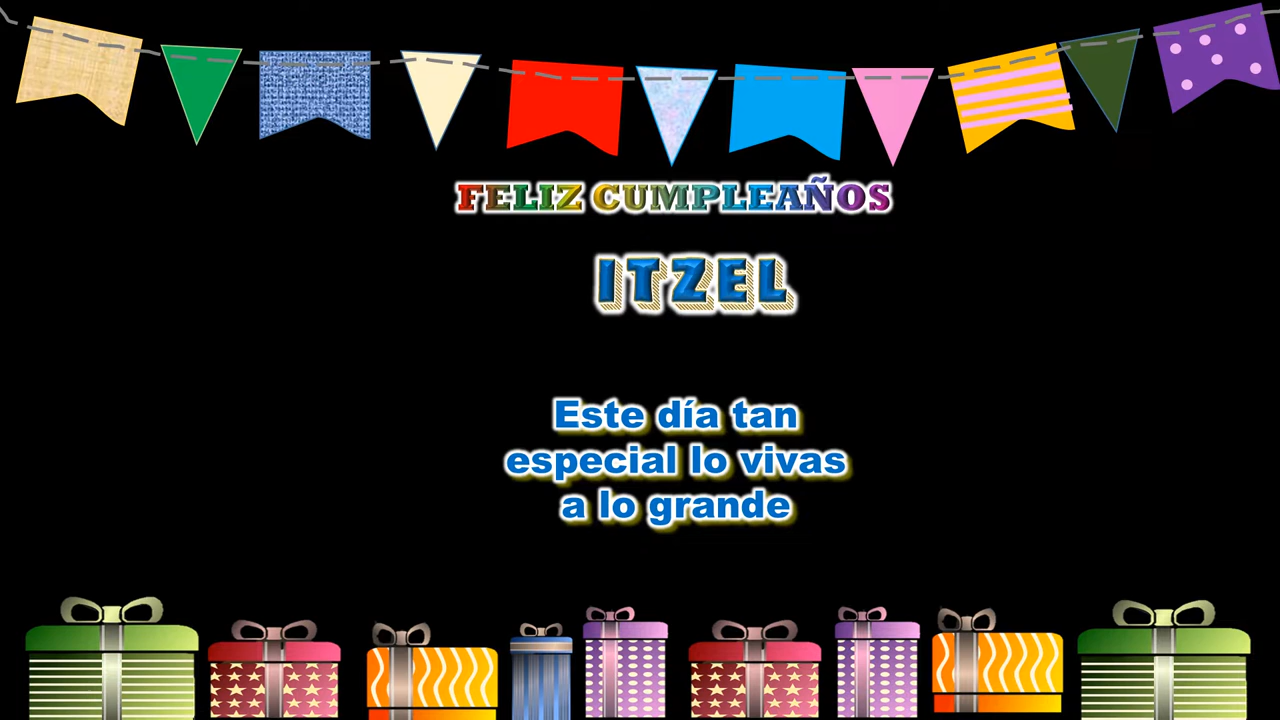 FELIZ CUMPLEAÑOS
ITZEL
Este día tan
especial lo vivas
a lo grande